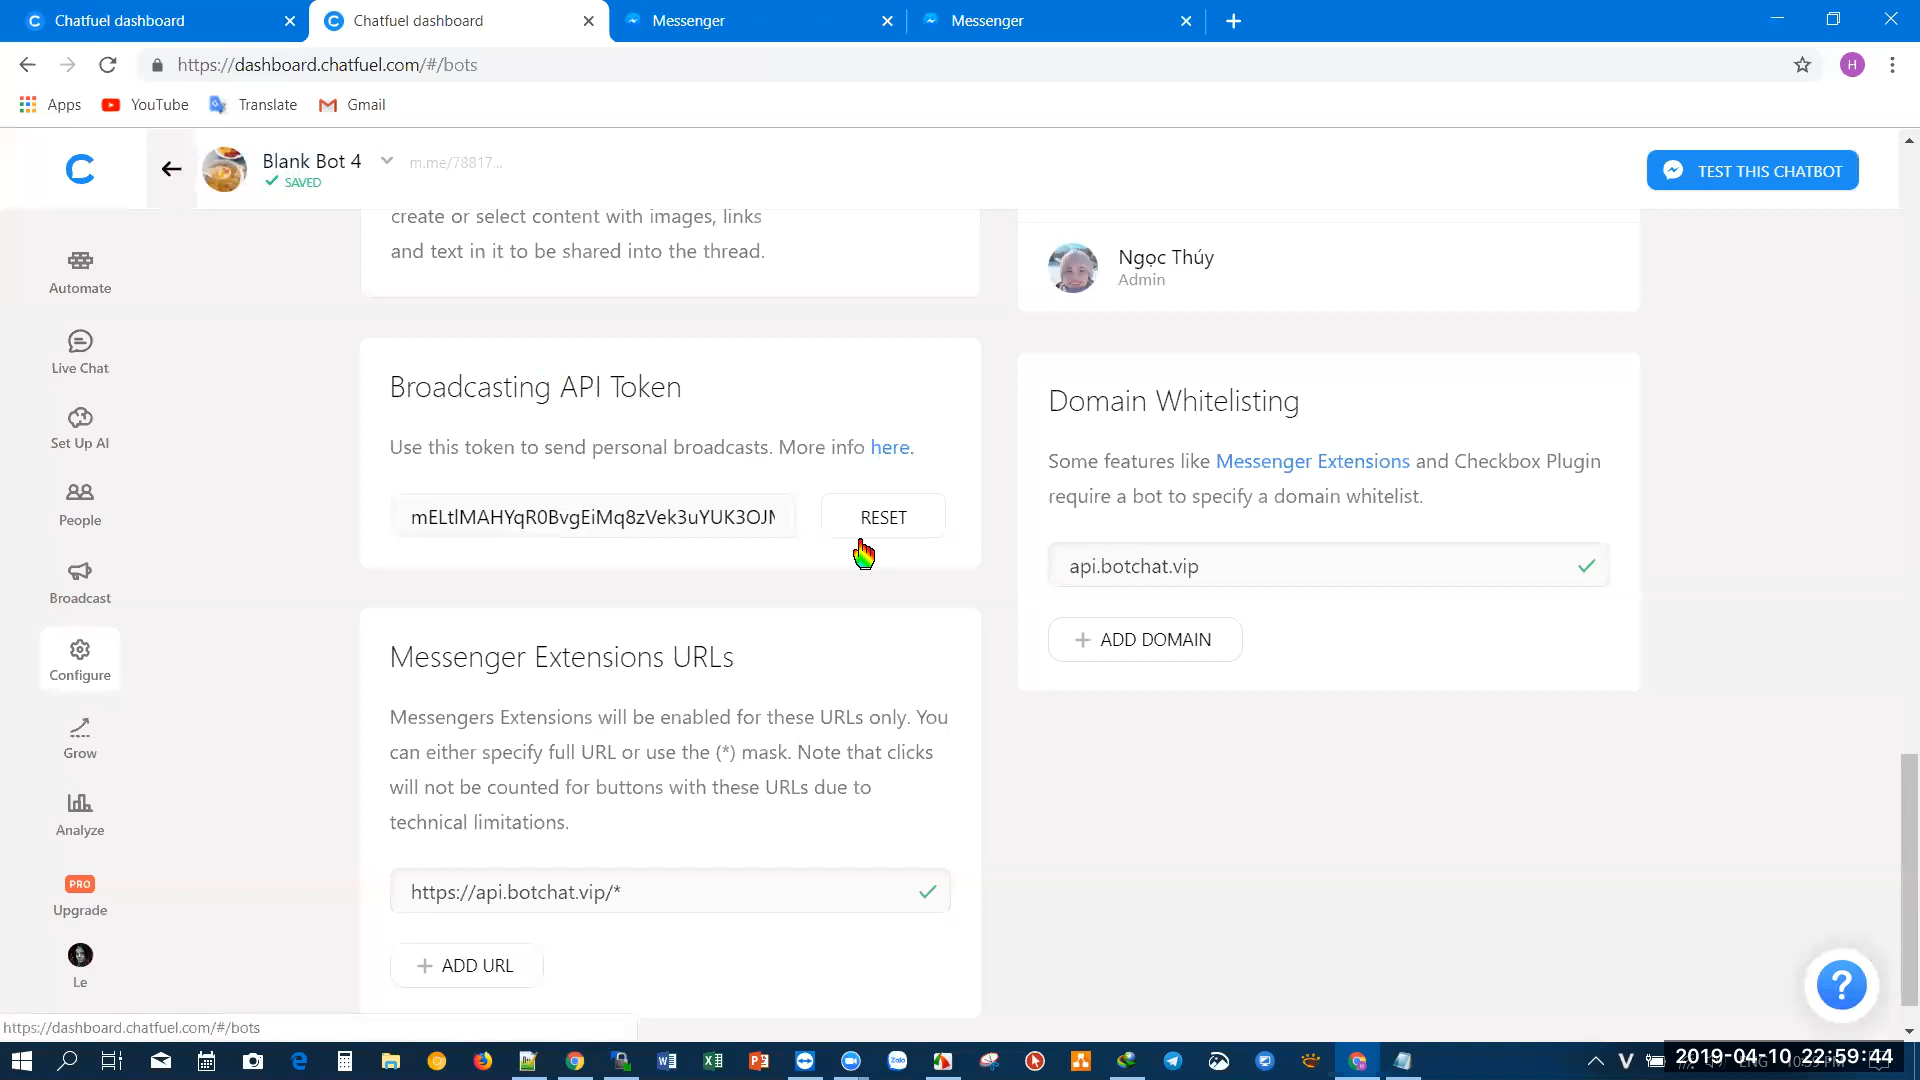 Chatfuel dashboard
Chatfuel dashboard
Messenger
Messenger
https://dashboard.chatfuel.com/#/bots
H
Apps
YouTube
Translate
Gmail
Blank Bot 4
m.me/78817...
SAVED
TEST THIS CHATBOT
Automate
Live Chat
Set Up AI
People
Broadcast
Configure
Grow
Analyze
PRO
Upgrade
Le
create or select content with images, links
and text in it to be shared into the thread.
Ngọc Thúy
Admin
Broadcasting API Token
Use this token to send personal broadcasts. More info here.
mELtlMAHYqR0BvgEiMq8zVek3uYUK3OJM
RESET
Domain Whitelisting
Some features like Messenger Extensions and Checkbox Plugin
require a bot to specify a domain whitelist.
api.botchat.vip
ADD DOMAIN
Messenger Extensions URLs
Messengers Extensions will be enabled for these URLs only. You
can either specify full URL or use the (*) mask. Note that clicks
will not be counted for buttons with these URLs due to
technical limitations.
https://api.botchat.vip/*
ADD URL
https://dashboard.chatfuel.com/#/bots
2019-04-10 22:59:44